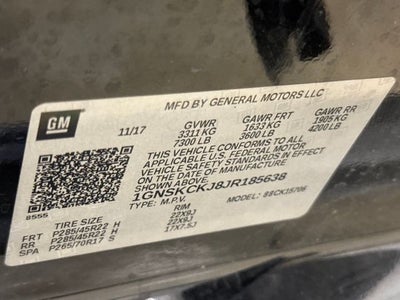 MFD BY GENERAL MOTORS LLC
GM
11/17
GVWR
3311 KG
7300 LB
GAWR FRT
1633 KG
3600 LB
GAWR RR
1905 KG
4200 LB
THIS VEHICLE CONFORMS TO ALL
APPLICABLE U.S. FEDERAL MOTOR
VEHICLE SAFETY STANDARDS IN EFFECT
ON THE DATE OF MANUFACTURE
SHOWN ABOVE.
1GNSKCKJ8JR185638
TYPE: M.P.V.
MODEL:
8555
TIRE SIZE
RIM
FRT P285/45R22 H 22X9J
RR P285/45R22 H 22X9J
SPA P265/70R17 S 17X7.5J